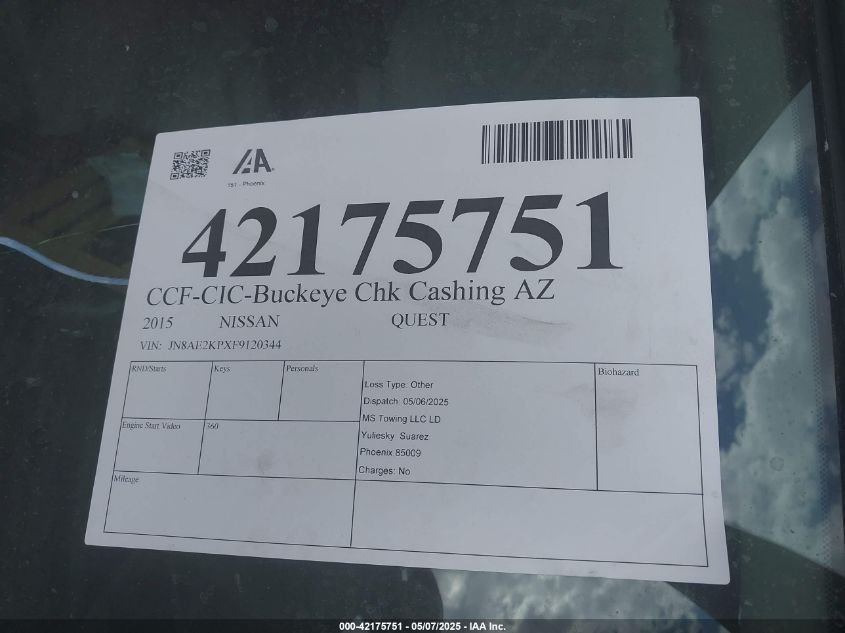 IAA
781 - Phoenix
42175751
CCF-CIC-Buckeye Chk Cashing AZ
2015 NISSAN QUEST
VIN: JN8AE2KPXF9120344
RND/Starts Keys Personals
Loss Type: Other
Dispatch: 05/06/2025
MS Towing LLC LD
Yuliesky Suarez
Phoenix 85009
Charges: No
Biohazard
Engine Start Video 360
Mileage
000-42175751 - 05/07/2025 - IAA Inc.